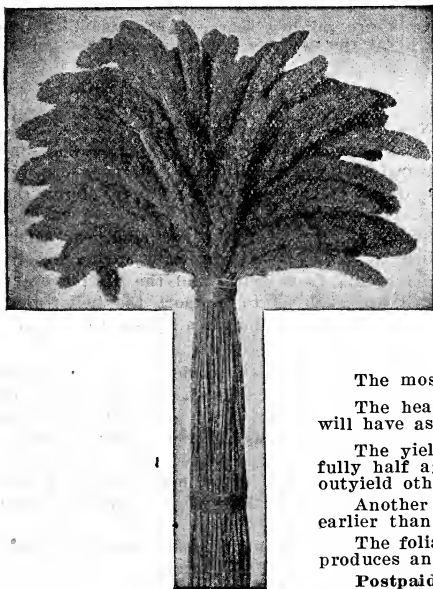 The mos
The hea
will have as
The yiel
fully half a
outyield oth
Another
earlier than
The folia
produces an
Postpaid